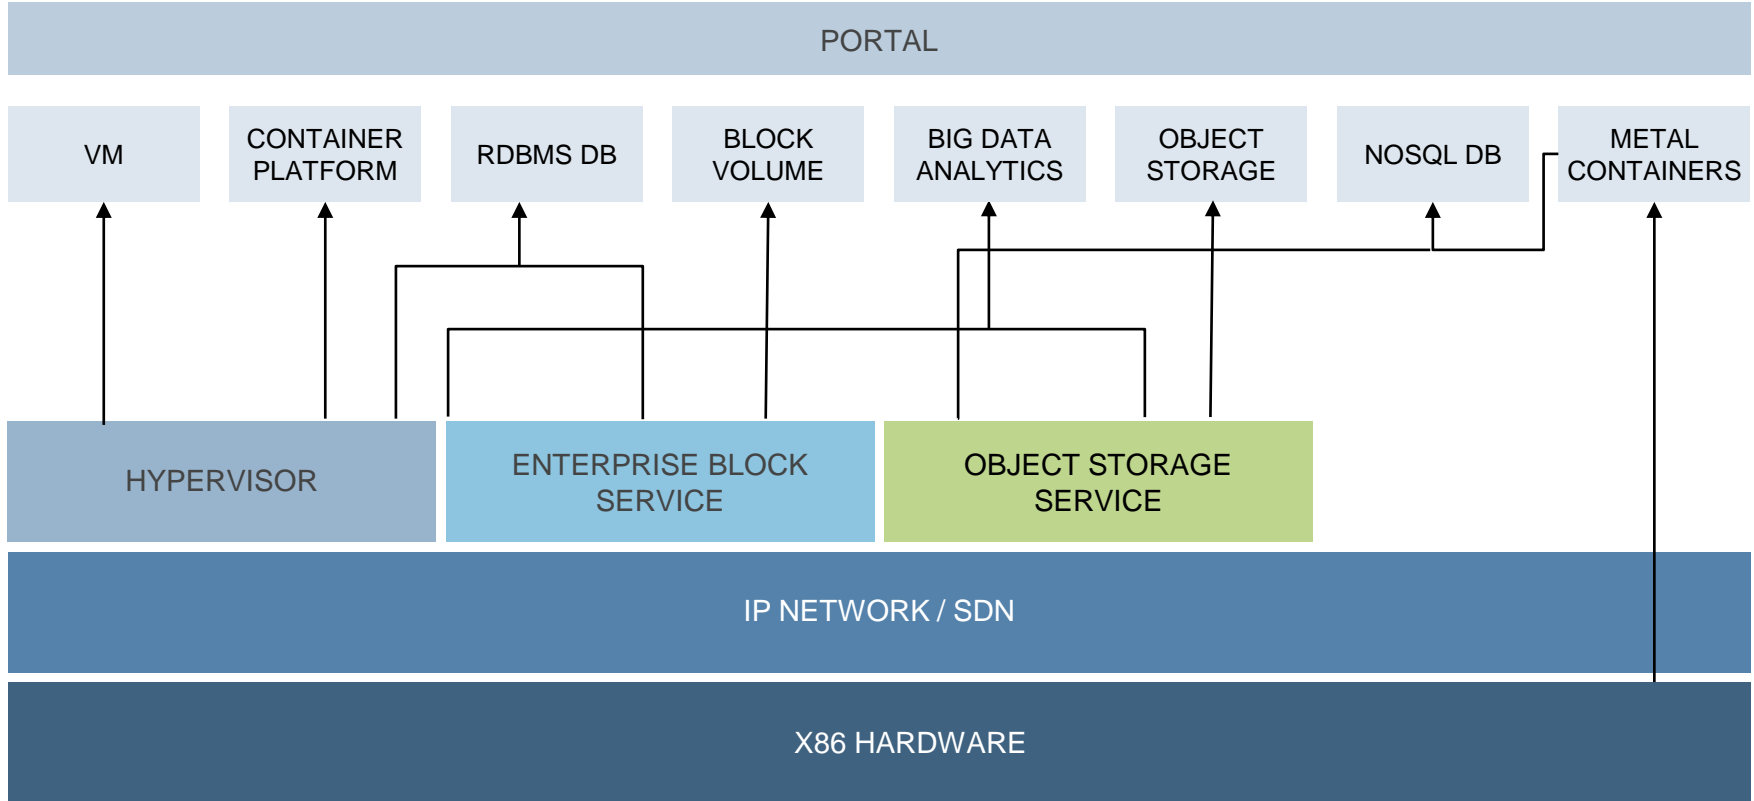 PORTAL
VM
CONTAINER
PLATFORM
RDBMS DB
BLOCK
VOLUME
BIG DATA
ANALYTICS
OBJECT
STORAGE
NOSQL DB
METAL
CONTAINERS
HYPERVISOR
ENTERPRISE BLOCK
SERVICE
OBJECT STORAGE
SERVICE
IP NETWORK / SDN
X86 HARDWARE